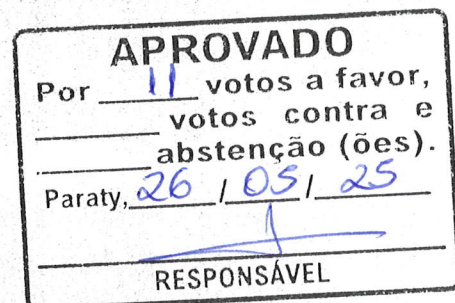 APROVADO
Por 11 votos a favor,
votos contra e
abstenção (ões).
Paraty, 26 / 05 / 25
RESPONSÁVEL